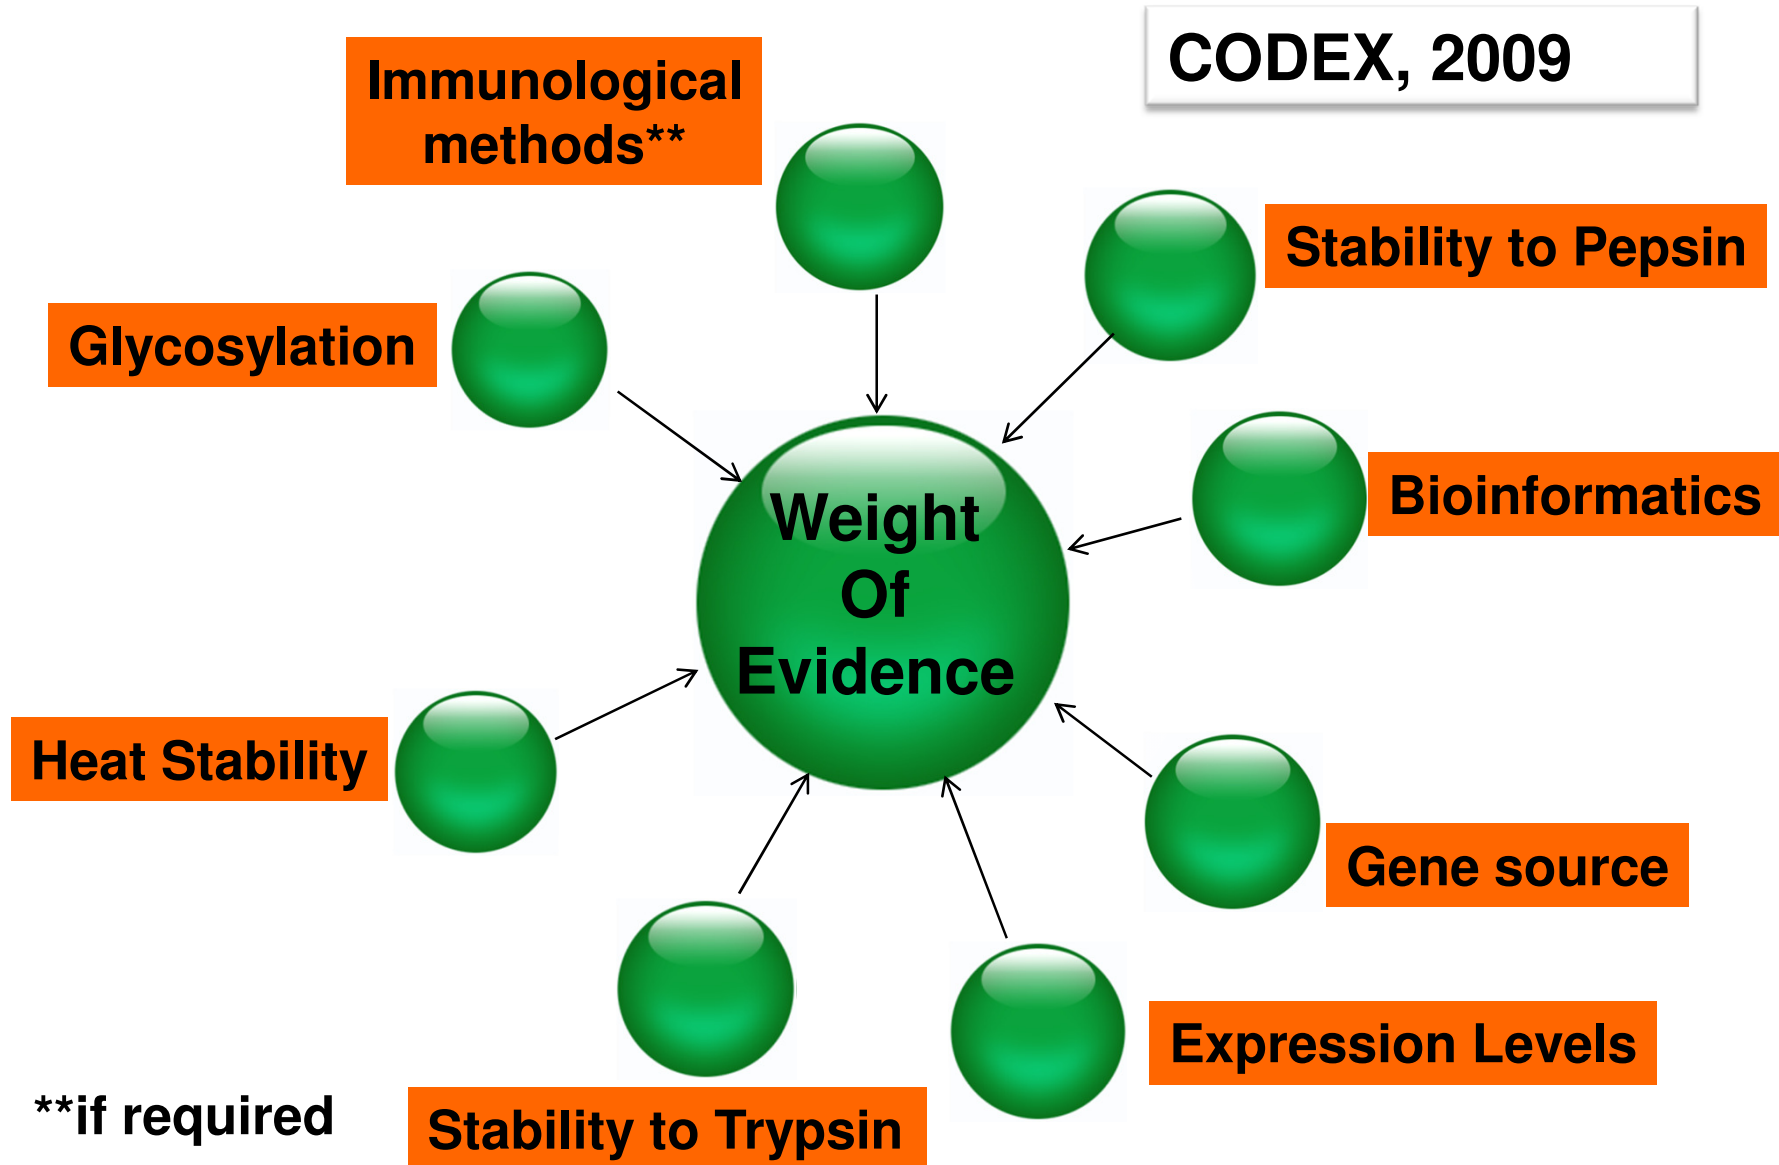 CODEX, 2009
Immunological
methods**
Stability to Pepsin
Glycosylation
Bioinformatics
Weight
Of
Evidence
Heat Stability
Gene source
Expression Levels
**if required
Stability to Trypsin